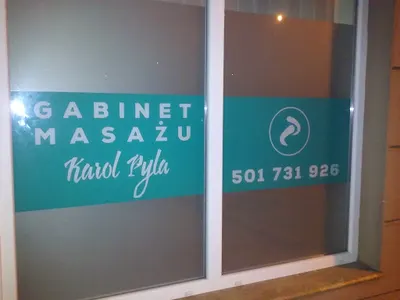 GABINET
MASAŻU
Karol Pyla
501 731 926